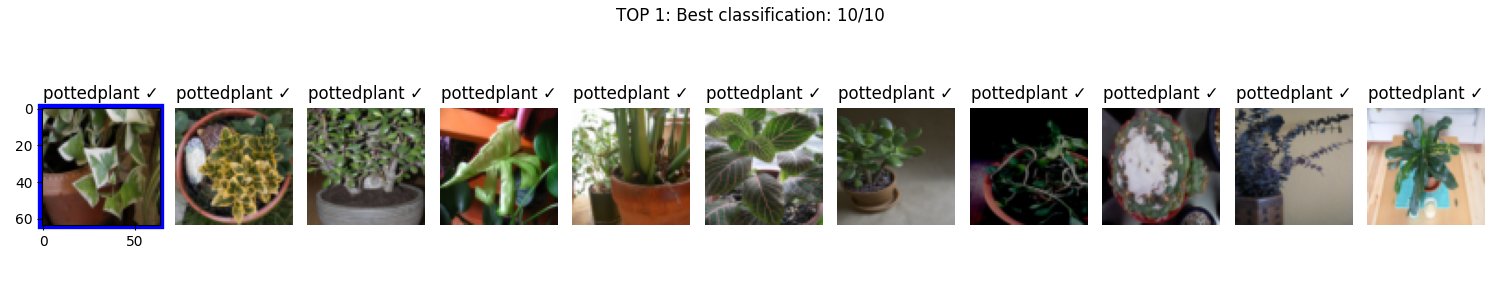 TOP 1: Best classification: 10/10
pottedplant ✓ pottedplant ✓ pottedplant ✓ pottedplant ✓ pottedplant ✓ pottedplant ✓ pottedplant ✓ pottedplant ✓ pottedplant ✓ pottedplant ✓ pottedplant ✓
0
20
40
60
0 50